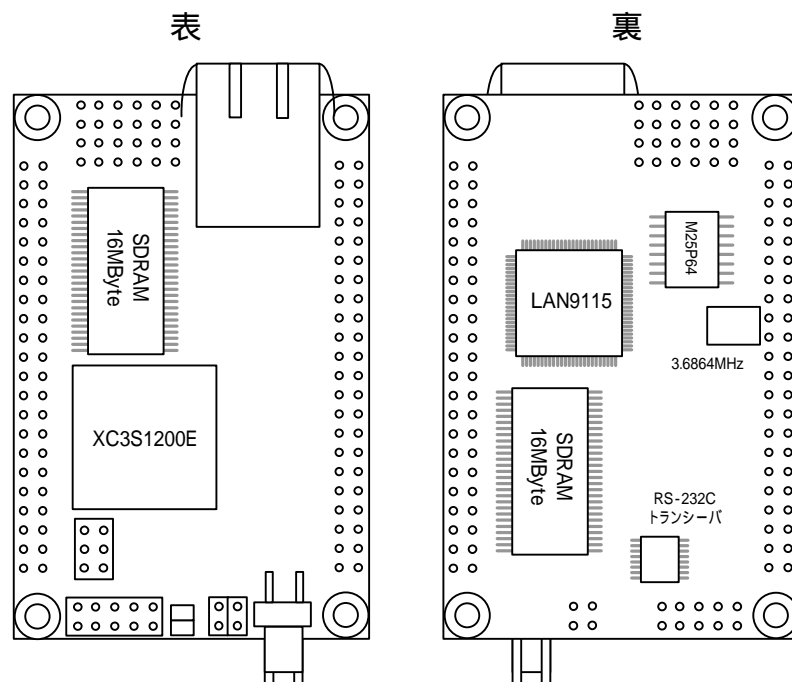 表
裏
SDRAM
16MByte
XC3S1200E
M25P64
LAN9115
3.6864MHz
SDRAM
16MByte
RS-232C
トランシーバ